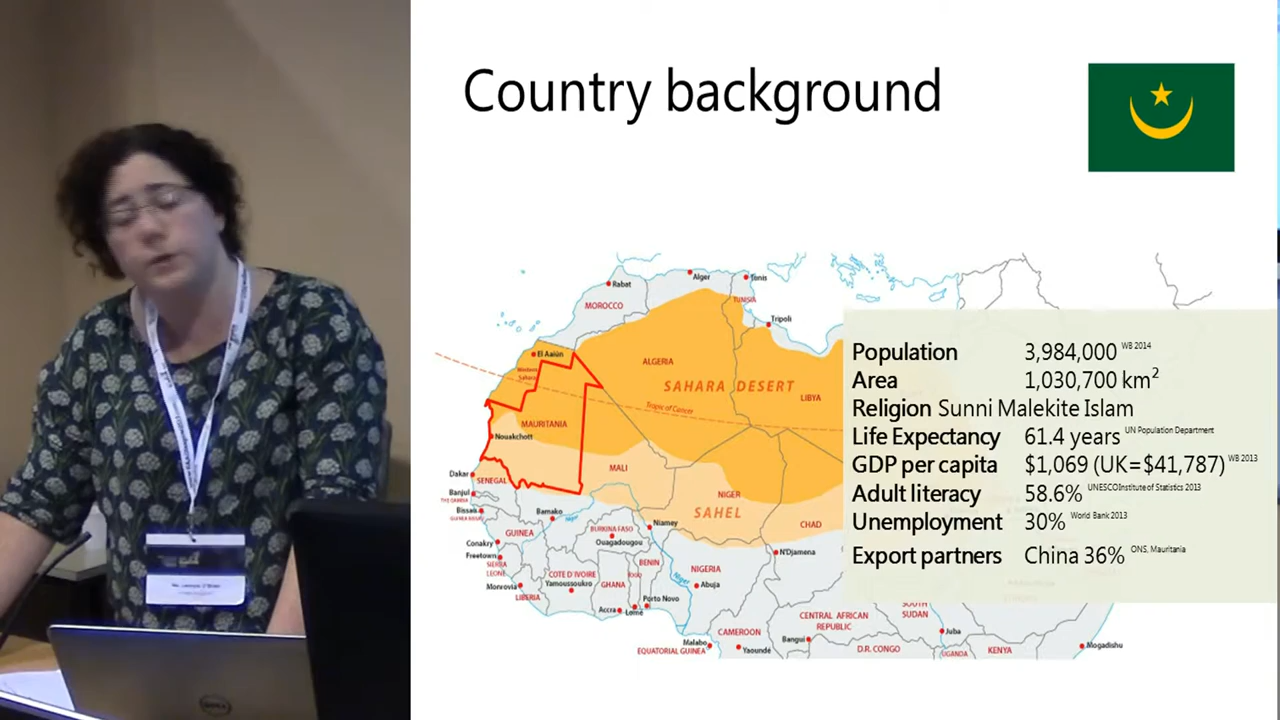 Country background
Population 3,984,000 WB 2014
Area 1,030,700 km2
Religion Sunni Malekite Islam
Life Expectancy 61.4 years UN Population Department
GDP per capita $1,069 (UK=$41,787) WB 2013
Adult literacy 58.6% UNESCO Institute of Statistics 2013
Unemployment 30% World Bank 2013
Export partners China 36% ONS, Mauritania
Alger
Tunis
Rabat
MOROCCO
TUNISIA
Tripoli
El Aaiún
Western
Sahara
ALGERIA
SAHARA DESERT
LIBYA
Tropic of Cancer
MAURITANIA
Nouakchott
Dakar
SENEGAL
MALI
NIGER
SAHEL
CHAD
Banjul
THE GAMBIA
Bissau
GUINEA BISSAU
Bamako
Niger
Niamey
BURKINA FASO
Ouagadougou
GUINEA
Conakry
Freetown
SIERRA
LEONE
BENIN
TOGO
NIGERIA
Niger
Abuja
N'Djamena
Monrovia
LIBERIA
COTE D'IVOIRE
Yamoussoukro
GHANA
Accra
Lomé
Porto Novo
CAMEROON
Malabo
EQUATORIAL GUINEA
Yaoundé
CENTRAL AFRICAN
REPUBLIC
Bangui
SOUTH
SUDAN
Juba
D.R. CONGO
UGANDA
KENYA
Mogadishu
DELL